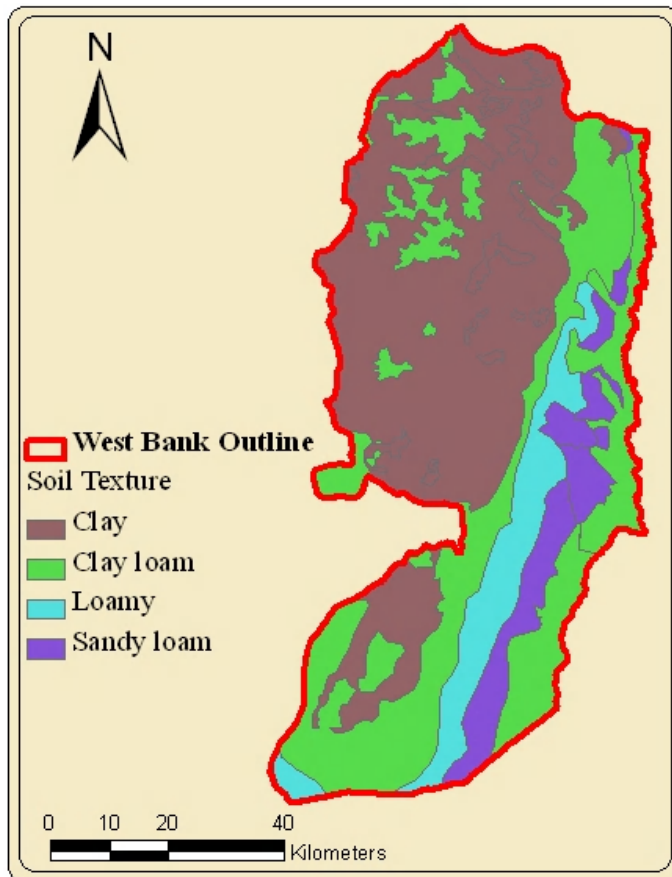 N
West Bank Outline
Soil Texture
Clay
Clay loam
Loamy
Sandy loam
0 10 20 40
Kilometers